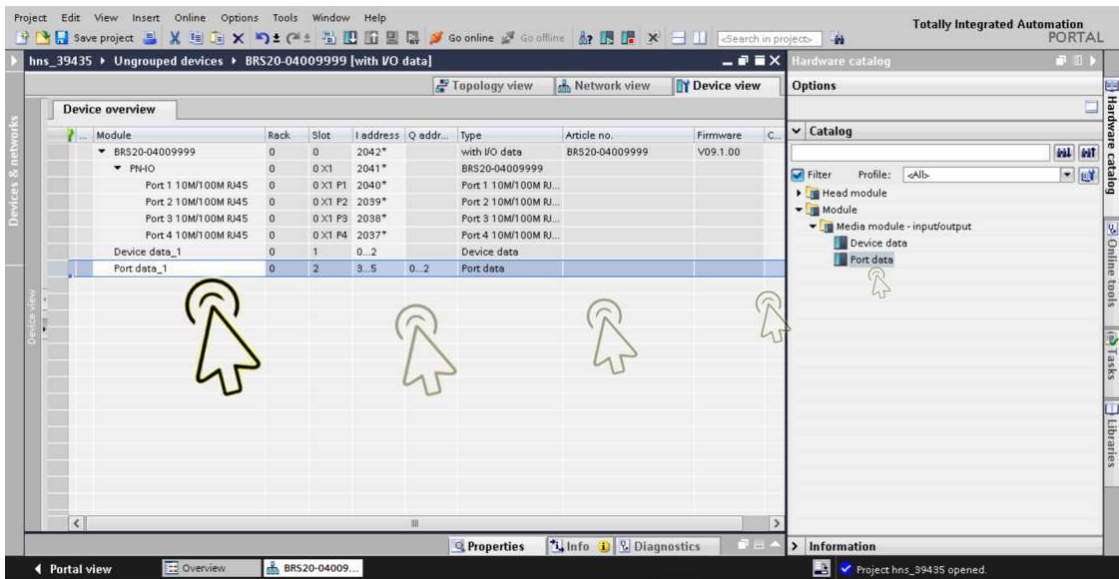 Project Edit View Insert Online Options Tools Window Help
Totally Integrated Automation
PORTAL
Save project Go online Go offline <Search in project>
hns_39435 ▸ Ungrouped devices ▸ BRS20-04009999 [with I/O data]
Hardware catalog
Topology view Network view Device view
Options
Device overview
... Module Rack Slot I address Q addr... Type Article no. Firmware C...
BRS20-04009999 0 0 2042* with I/O data BRS20-04009999 V09.1.00
PN-IO 0 0 X1 2041* BRS20-04009999
Port 1 10M/100M RJ45 0 0 X1 P1 2040* Port 1 10M/100M RJ...
Port 2 10M/100M RJ45 0 0 X1 P2 2039* Port 2 10M/100M RJ...
Port 3 10M/100M RJ45 0 0 X1 P3 2038* Port 3 10M/100M RJ...
Port 4 10M/100M RJ45 0 0 X1 P4 2037* Port 4 10M/100M RJ...
Device data_1 0 1 0...2 Device data
Port data_1 0 2 3...5 0...2 Port data
Catalog
Filter Profile: <All>
Head module
Module
Media module - input/output
Device data
Port data
Devices & networks
Device view
Hardware catalog
Online tools
Tasks
Libraries
Properties Info Diagnostics
Information
Portal view Overview BRS20-04009...
Project hns_39435 opened.